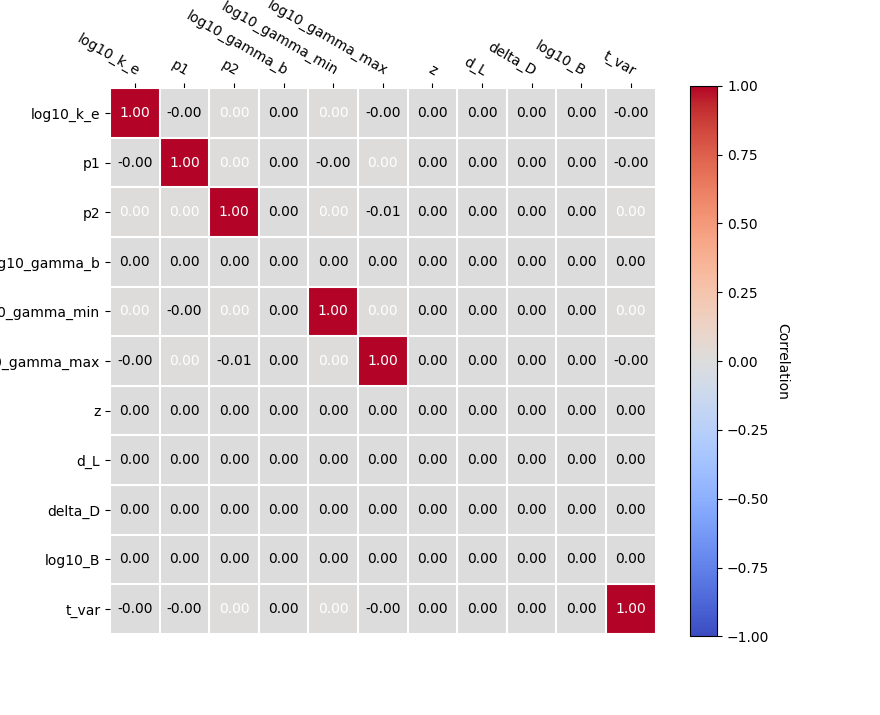 log10_k_e p1 p2 log10_gamma_b log10_gamma_min log10_gamma_max z d_L delta_D log10_B t_var
log10_k_e 1.00 -0.00 0.00 0.00 0.00 -0.00 0.00 0.00 0.00 0.00 -0.00
p1 -0.00 1.00 0.00 0.00 -0.00 0.00 0.00 0.00 0.00 0.00 -0.00
p2 0.00 0.00 1.00 0.00 0.00 -0.01 0.00 0.00 0.00 0.00 0.00
g10_gamma_b 0.00 0.00 0.00 0.00 0.00 0.00 0.00 0.00 0.00 0.00 0.00
0_gamma_min 0.00 -0.00 0.00 0.00 1.00 0.00 0.00 0.00 0.00 0.00 0.00
0_gamma_max -0.00 0.00 -0.01 0.00 0.00 1.00 0.00 0.00 0.00 0.00 -0.00
z 0.00 0.00 0.00 0.00 0.00 0.00 0.00 0.00 0.00 0.00 0.00
d_L 0.00 0.00 0.00 0.00 0.00 0.00 0.00 0.00 0.00 0.00 0.00
delta_D 0.00 0.00 0.00 0.00 0.00 0.00 0.00 0.00 0.00 0.00 0.00
log10_B 0.00 0.00 0.00 0.00 0.00 0.00 0.00 0.00 0.00 0.00 0.00
t_var -0.00 -0.00 0.00 0.00 0.00 -0.00 0.00 0.00 0.00 0.00 1.00
1.00
0.75
0.50
0.25
0.00
−0.25
−0.50
−0.75
−1.00
Correlation